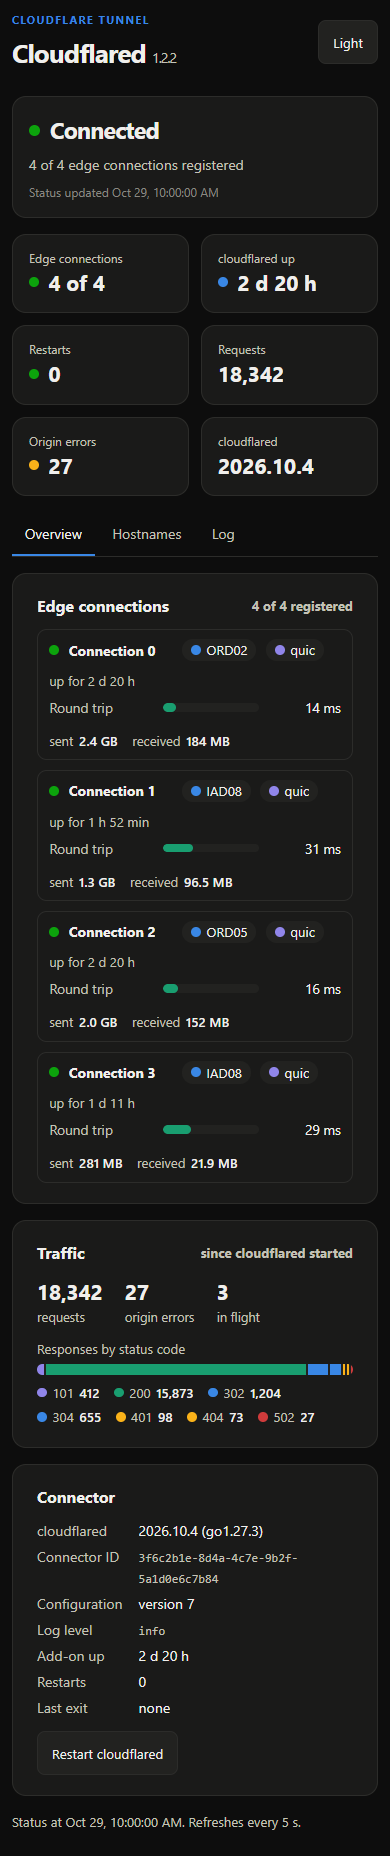 CLOUDFLARE TUNNEL
Cloudflared 1.2.2
Light
Connected
4 of 4 edge connections registered
Status updated Oct 29, 10:00:00 AM
Edge connections
4 of 4
cloudflared up
2 d 20 h
Restarts
0
Requests
18,342
Origin errors
27
cloudflared
2026.10.4
Overview Hostnames Log
Edge connections 4 of 4 registered
Connection 0 ORD02 quic
up for 2 d 20 h
Round trip 14 ms
sent 2.4 GB received 184 MB
Connection 1 IAD08 quic
up for 1 h 52 min
Round trip 31 ms
sent 1.3 GB received 96.5 MB
Connection 2 ORD05 quic
up for 2 d 20 h
Round trip 16 ms
sent 2.0 GB received 152 MB
Connection 3 IAD08 quic
up for 1 d 11 h
Round trip 29 ms
sent 281 MB received 21.9 MB
Traffic since cloudflared started
18,342 27 3
requests origin errors in flight
Responses by status code
101 412 200 15,873 302 1,204
304 655 401 98 404 73 502 27
Connector
cloudflared 2026.10.4 (go1.27.3)
Connector ID 3f6c2b1e-8d4a-4c7e-9b2f-
5a1d0e6c7b84
Configuration version 7
Log level info
Add-on up 2 d 20 h
Restarts 0
Last exit none
Restart cloudflared
Status at Oct 29, 10:00:00 AM. Refreshes every 5 s.